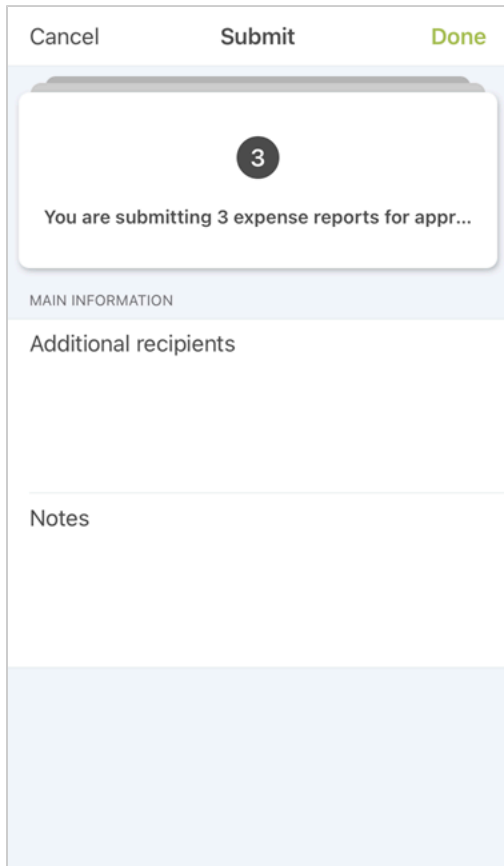 Cancel Submit Done
3
You are submitting 3 expense reports for appr...
MAIN INFORMATION
Additional recipients
Notes